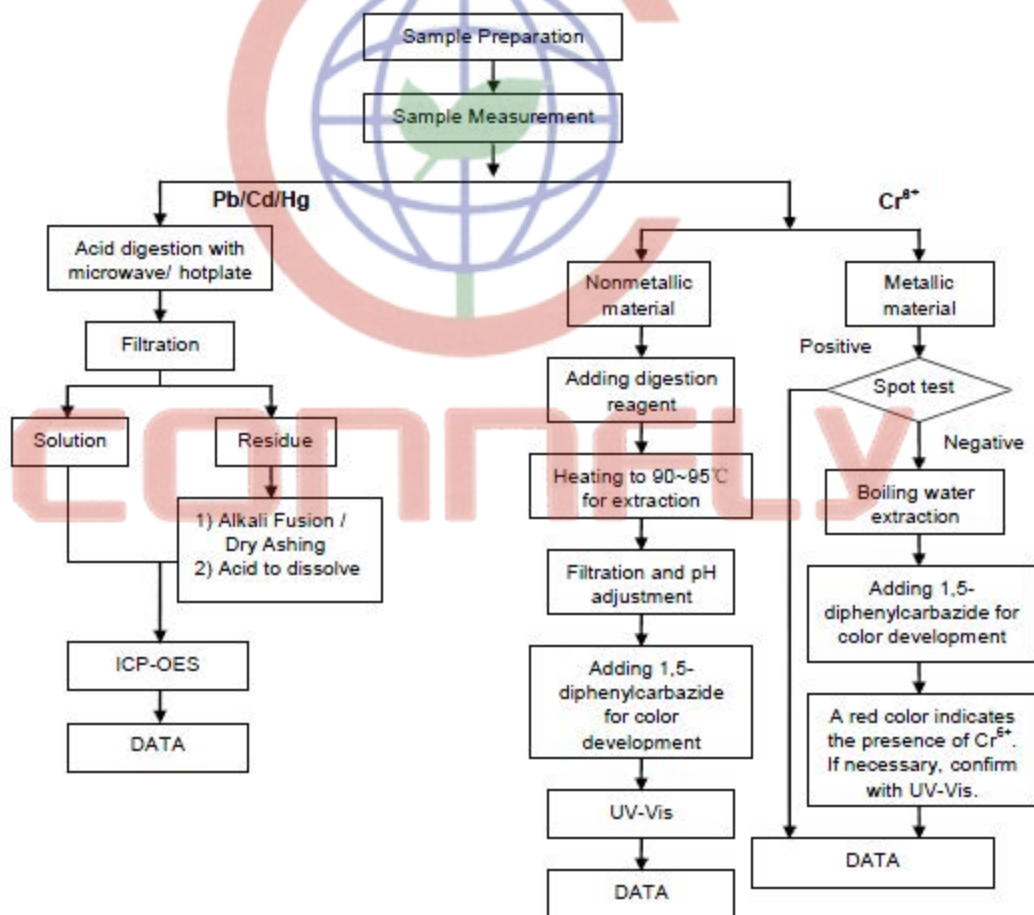 Sample Preparation
Sample Measurement
Pb/Cd/Hg
Acid digestion with
microwave/ hotplate
Filtration
Solution
Residue
1) Alkali Fusion /
Dry Ashing
2) Acid to dissolve
ICP-OES
DATA
Cr⁶⁺
Nonmetallic
material
Adding digestion
reagent
Heating to 90~95℃
for extraction
Filtration and pH
adjustment
Adding 1,5-
diphenylcarbazide
for color
development
UV-Vis
DATA
Metallic
material
Positive
Spot test
Negative
Boiling water
extraction
Adding 1,5-
diphenylcarbazide for
color development
A red color indicates
the presence of Cr⁶⁺.
If necessary, confirm
with UV-Vis.
DATA
CONNFLY